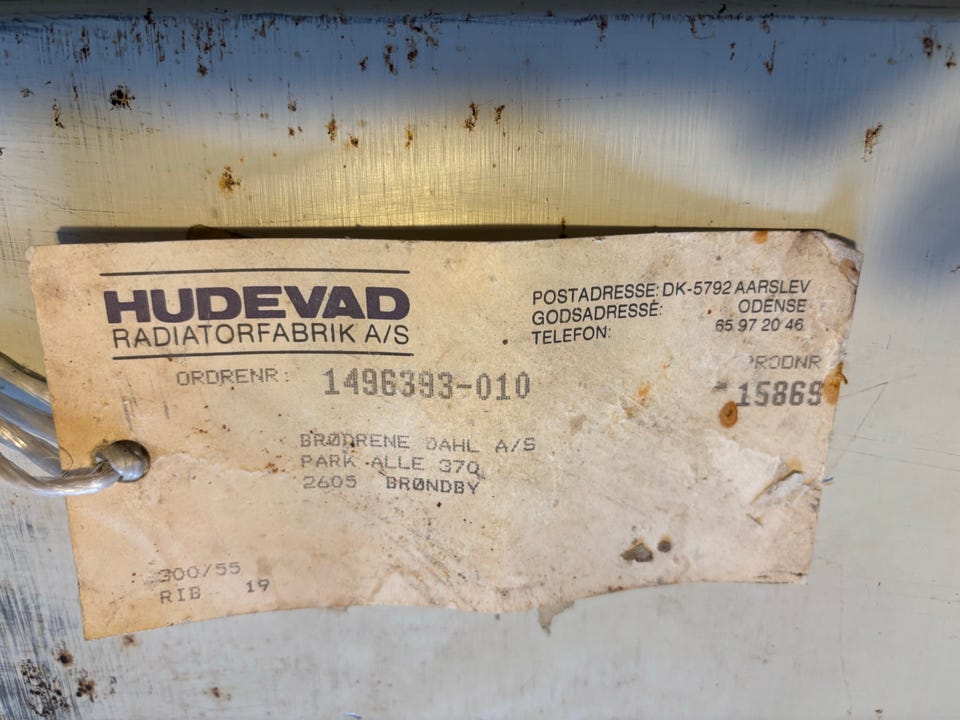 HUDEVAD
RADIATORFABRIK A/S
POSTADRESSE: DK-5792 AARSLEV
GODSADRESSE: ODENSE
TELEFON: 65 97 20 46
ORDRENR: 1496393-010
PRODNR
15869
BRØDRENE DAHL A/S
PARK ALLE 370
2605 BRØNDBY
300/55
RIB 19